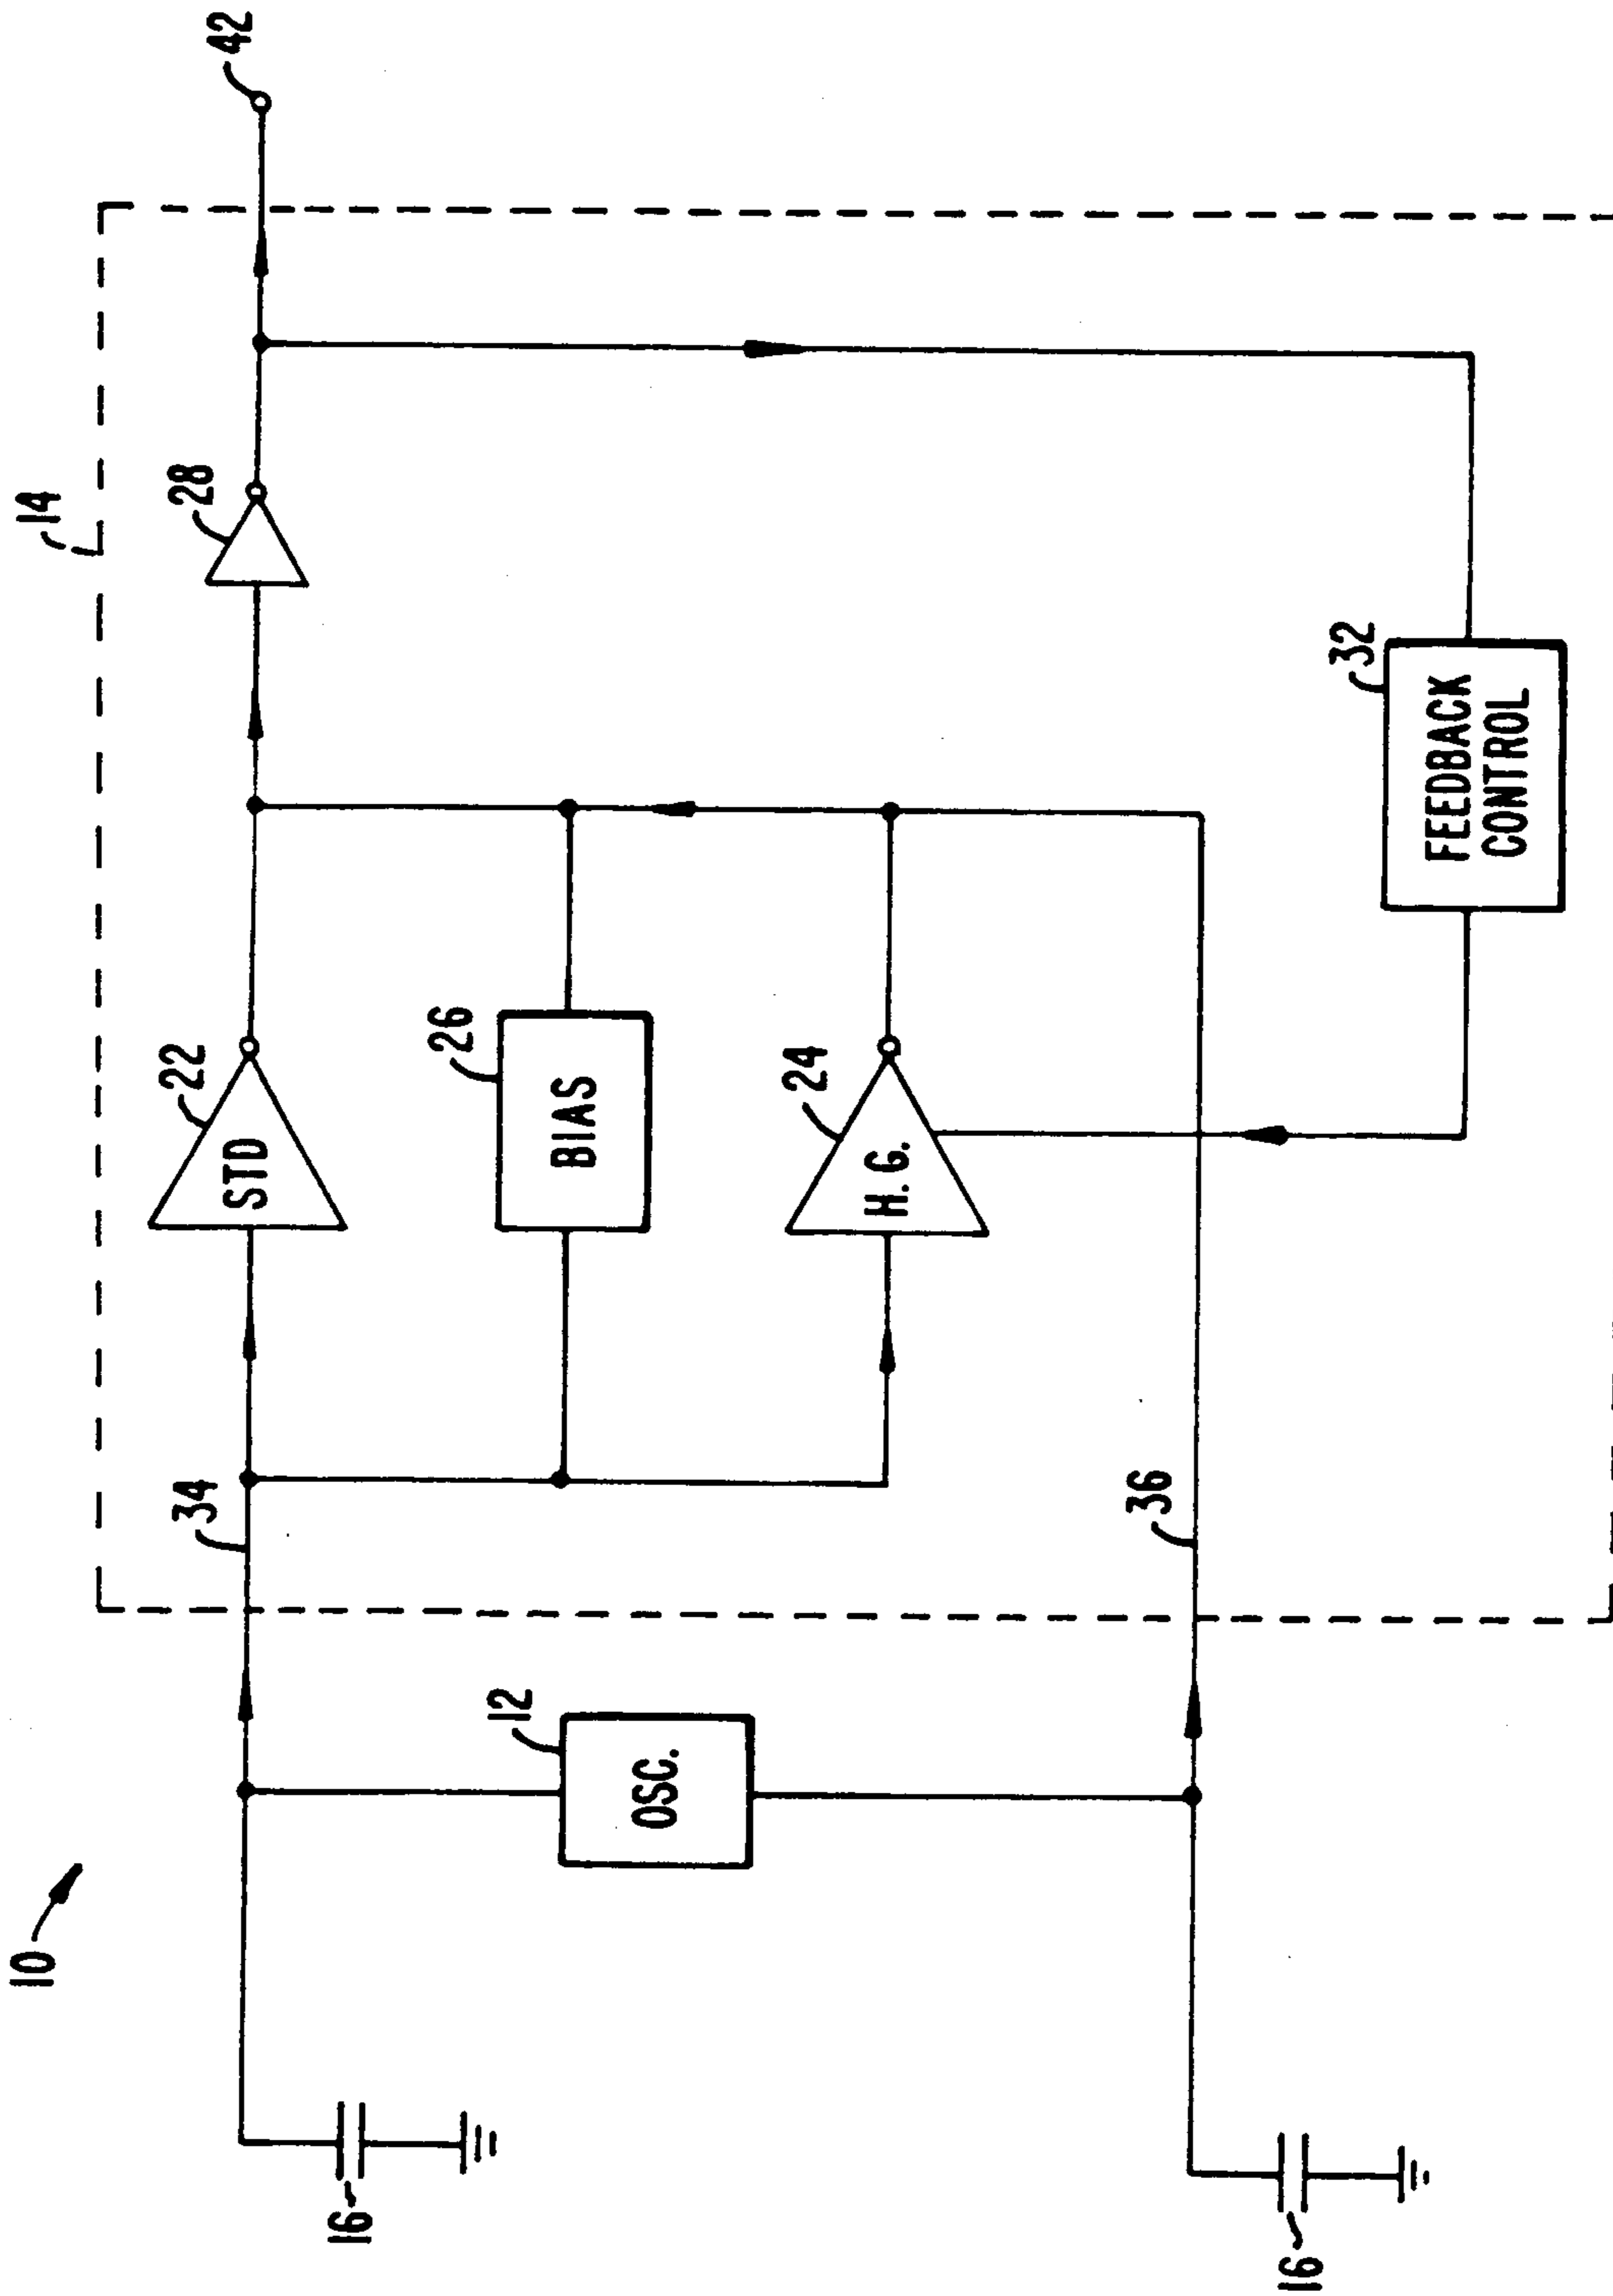 10
14
42
34
STD
22
28
16
OSC.
12
BIAS
26
H.G.
24
36
FEEDBACK
CONTROL
32
16